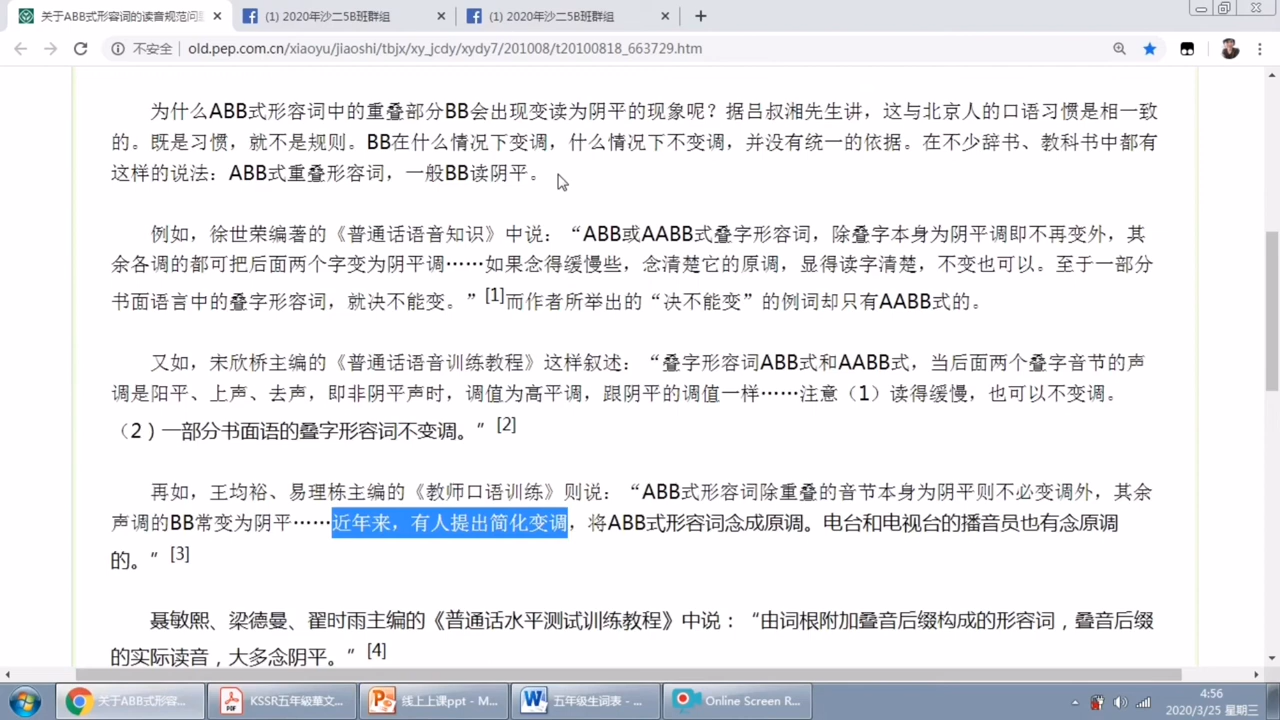 关于ABB式形容词的读音规范问
(1) 2020年沙二5B班群组
(1) 2020年沙二5B班群组
不安全 | old.pep.com.cn/xiaoyu/jiaoshi/tbjx/xy_jcdy/xydy7/201008/t20100818_663729.htm
为什么ABB式形容词中的重叠部分BB会出现变读为阴平的现象呢？据吕叔湘先生讲，这与北京人的口语习惯是相一致
的。既是习惯，就不是规则。BB在什么情况下变调，什么情况下不变调，并没有统一的依据。在不少辞书、教科书中都有
这样的说法：ABB式重叠形容词，一般BB读阴平。
例如，徐世荣编著的《普通话语音知识》中说：“ABB或AABB式叠字形容词，除叠字本身为阴平调即不再变外，其
余各调的都可把后面两个字变为阴平调……如果念得缓慢些，念清楚它的原调，显得读字清楚，不变也可以。至于一部分
书面语言中的叠字形容词，就决不能变。”[1]而作者所举出的“决不能变”的例词却只有AABB式的。
又如，宋欣桥主编的《普通话语音训练教程》这样叙述：“叠字形容词ABB式和AABB式，当后面两个叠字音节的声
调是阳平、上声、去声，即非阴平声时，调值为高平调，跟阴平的调值一样……注意（1）读得缓慢，也可以不变调。
（2）一部分书面语的叠字形容词不变调。”[2]
再如，王均裕、易理栋主编的《教师口语训练》则说：“ABB式形容词除重叠的音节本身为阴平则不必变调外，其余
声调的BB常变为阴平……近年来，有人提出简化变调，将ABB式形容词念成原调。电台和电视台的播音员也有念原调
的。”[3]
聂敏熙、梁德曼、翟时雨主编的《普通话水平测试训练教程》中说：“由词根附加叠音后缀构成的形容词，叠音后缀
的实际读音，大多念阴平。”[4]
关于ABB式形容...
KSSR五年級華文...
线上上课ppt - M...
五年级生词表 - ...
Online Screen R...
4:56
2020/3/25 星期三